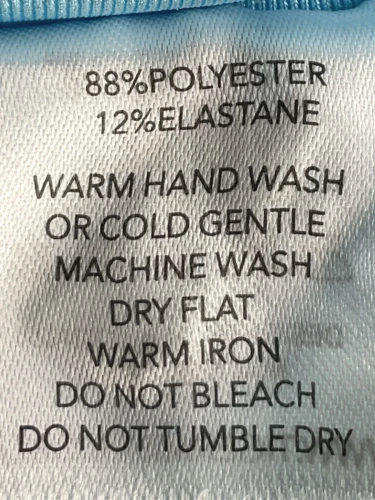 88%POLYESTER
12%ELASTANE
WARM HAND WASH
OR COLD GENTLE
MACHINE WASH
DRY FLAT
WARM IRON
DO NOT BLEACH
DO NOT TUMBLE DRY